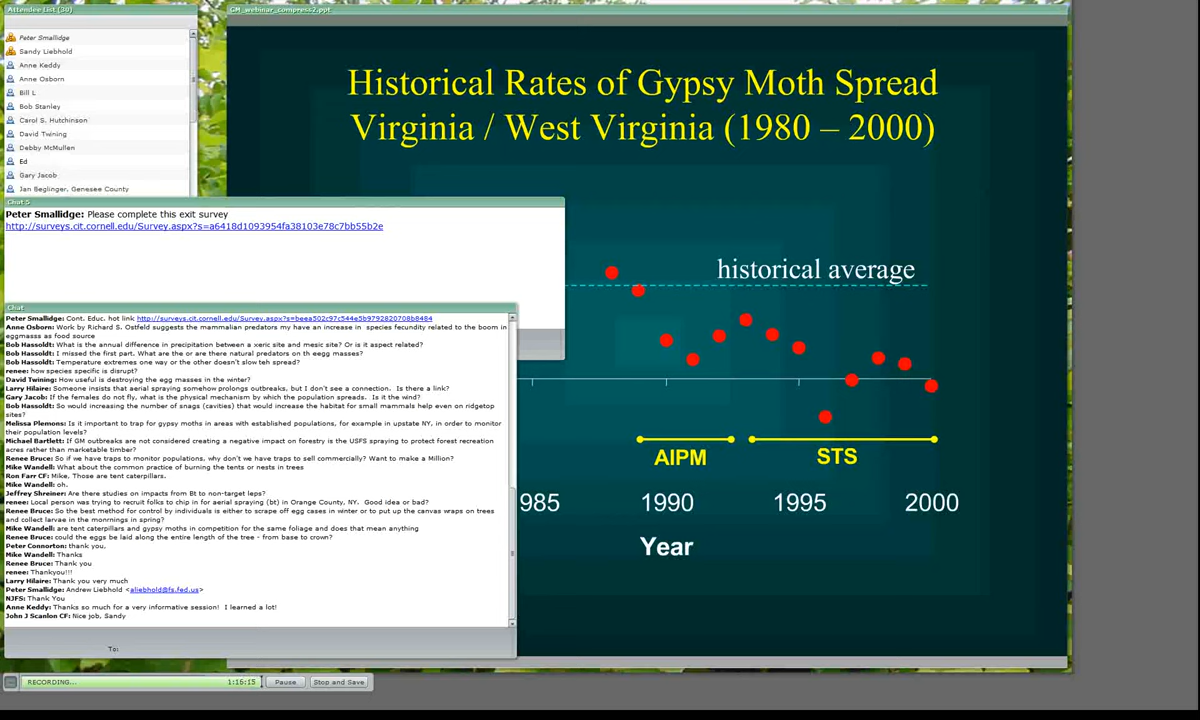 Attendee List (30)
Peter Smallidge
Sandy Liebhold
Anne Keddy
Anne Osborn
Bill L
Bob Stanley
Carol S. Hutchinson
David Twining
Debby McMullen
Ed
Gary Jacob
Jan Beglinger, Genesee County
GM_webinar_compress2.ppt
Historical Rates of Gypsy Moth Spread
Virginia / West Virginia (1980 – 2000)
historical average
AIPM
STS
985
1990
1995
2000
Year
Chat 5
Peter Smallidge: Please complete this exit survey
http://surveys.cit.cornell.edu/Survey.aspx?s=a6418d1093954fa38103e78c7bb55b2e
Chat
Peter Smallidge: Cont. Educ. hot link http://surveys.cit.cornell.edu/Survey.aspx?s=beea502c97c544e5b9792820708b8484
Anne Osborn: Work by Richard S. Ostfeld suggests the mammalian predators my have an increase in species fecundity related to the boom in
eggmasss as food source
Bob Hassoldt: What is the annual difference in precipitation between a xeric site and mesic site? Or is it aspect related?
Bob Hassoldt: I missed the first part. What are the or are there natural predators on th eegg masses?
Bob Hassoldt: Temperature extremes one way or the other doesn't slow teh spread?
renee: how species specific is disrupt?
David Twining: How useful is destroying the egg masses in the winter?
Larry Hilaire: Someone insists that aerial spraying somehow prolongs outbreaks, but I don't see a connection. Is there a link?
Gary Jacob: If the females do not fly, what is the physical mechanism by which the population spreads. Is it the wind?
Bob Hassoldt: So would increasing the number of snags (cavities) that would increase the habitat for small mammals help even on ridgetop
sites?
Melissa Plemons: Is it important to trap for gypsy moths in areas with established populations, for example in upstate NY, in order to monitor
their population levels?
Michael Bartlett: If GM outbreaks are not considered creating a negative impact on forestry is the USFS spraying to protect forest recreation
acres rather than marketable timber?
Renee Bruce: So if we have traps to monitor populations, why don't we have traps to sell commercially? Want to make a Million?
Mike Wandell: What about the common practice of burning the tents or nests in trees
Ron Farr CF: Mike, Those are tent caterpillars.
Mike Wandell: oh.
Jeffrey Shreiner: Are there studies on impacts from Bt to non-target leps?
renee: Local person was trying to recruit folks to chip in for aerial spraying (bt) in Orange County, NY. Good idea or bad?
Renee Bruce: So the best method for control by individuals is either to scrape off egg cases in winter or to put up the canvas wraps on trees
and collect larvae in the monrnings in spring?
Mike Wandell: are tent caterpillars and gypsy moths in competition for the same foliage and does that mean anything
Renee Bruce: could the eggs be laid along the entire length of the tree - from base to crown?
Peter Connorton: thank you,
Mike Wandell: Thanks
Renee Bruce: Thank you
renee: Thankyou!!!
Larry Hilaire: Thank you very much
Peter Smallidge: Andrew Liebhold <aliebhold@fs.fed.us>
NJFS: Thank You
Anne Keddy: Thanks so much for a very informative session! I learned a lot!
John J Scanlon CF: Nice job, Sandy
To:
RECORDING...
1:16:15
Pause
Stop and Save